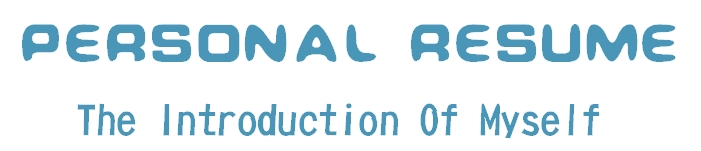 PERSONAL RESUME
The Introduction Of Myself